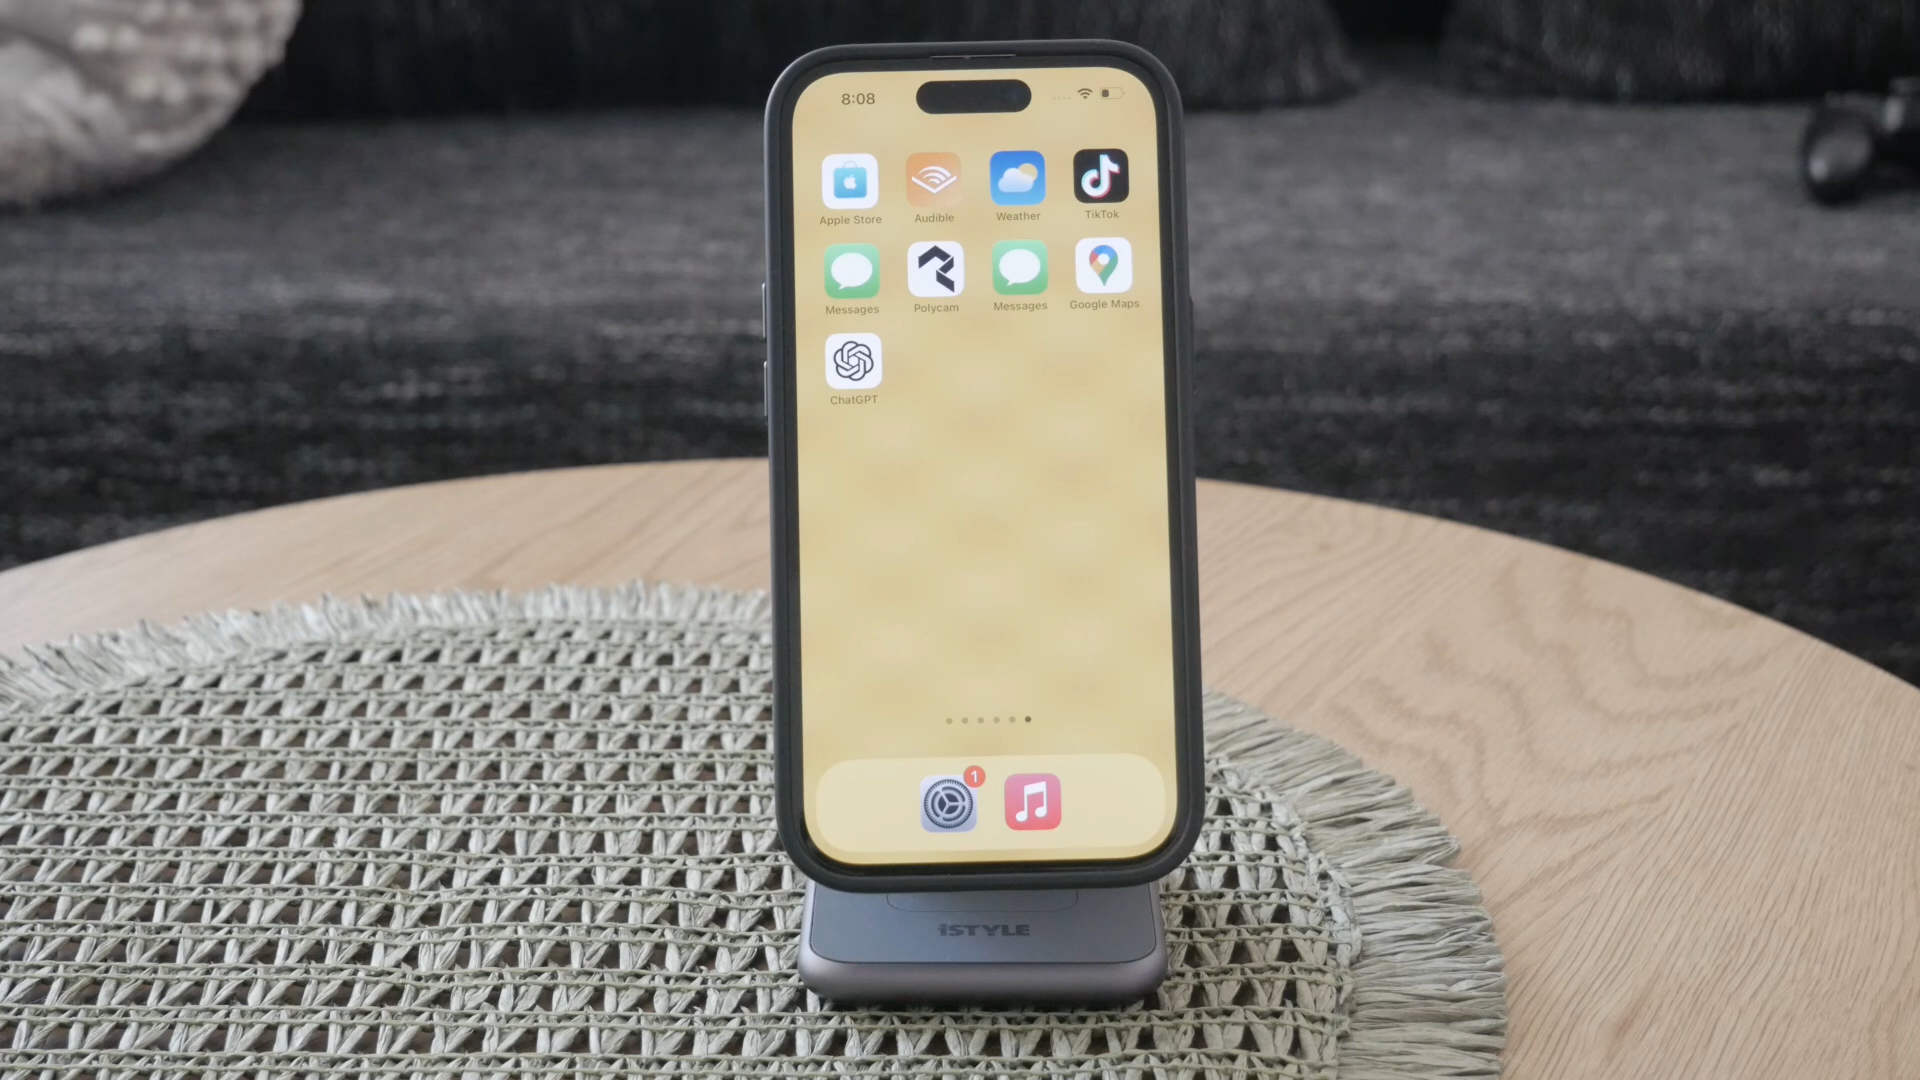 8:08
Apple Store Audible Weather TikTok
Messages Polycam Messages Google Maps
ChatGPT
1
iSTYLE